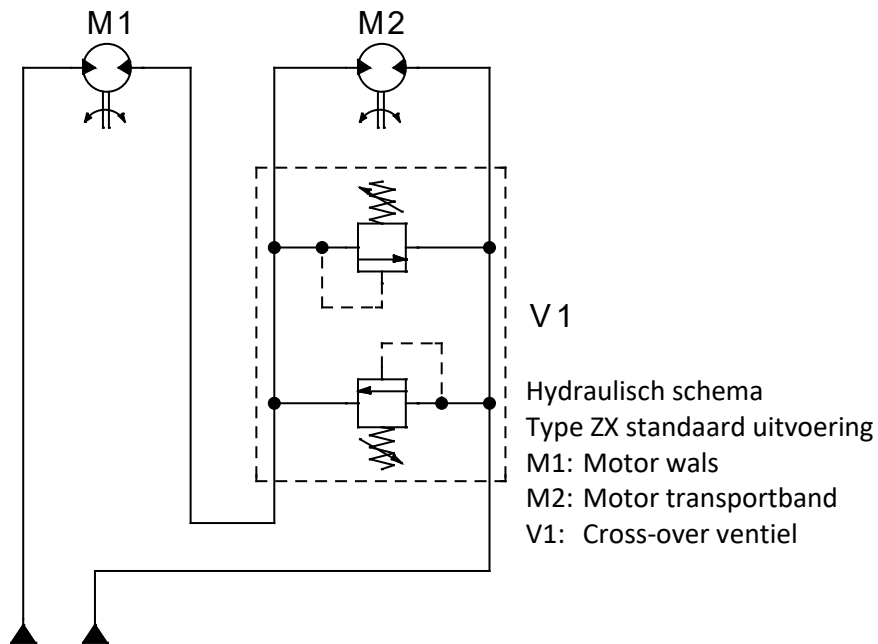 M1
M2
V1
Hydraulisch schema
Type ZX standaard uitvoering
M1: Motor wals
M2: Motor transportband
V1: Cross-over ventiel